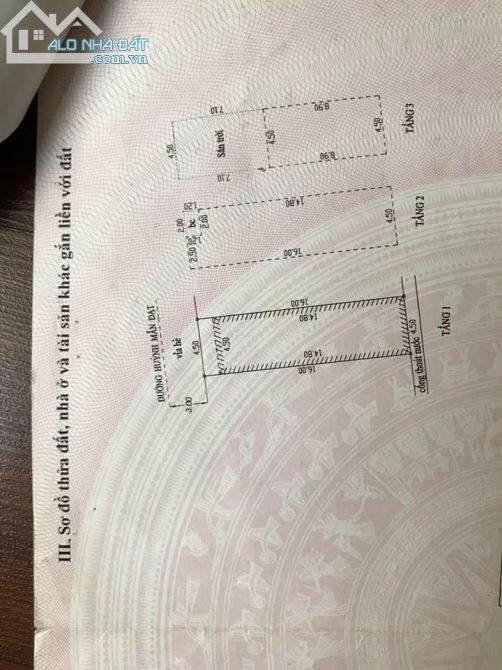 ALO NHÀ ĐẤT
.com.vn
III. Sơ đồ thửa đất, nhà ở và tài sản khác gắn liền với đất
ĐƯỜNG HUỲNH MẪN ĐẠT
3.00
vỉa hè
4.50
4.50
16.00
14.80
14.80
16.00
cống thoát nước 4.50
TẦNG 1
2.50
2.00
bc
2.00
1.20
16.00
14.80
4.50
TẦNG 2
4.50
7.10
Sân trời
7.10
4.50
8.90
8.90
4.50
TẦNG 3